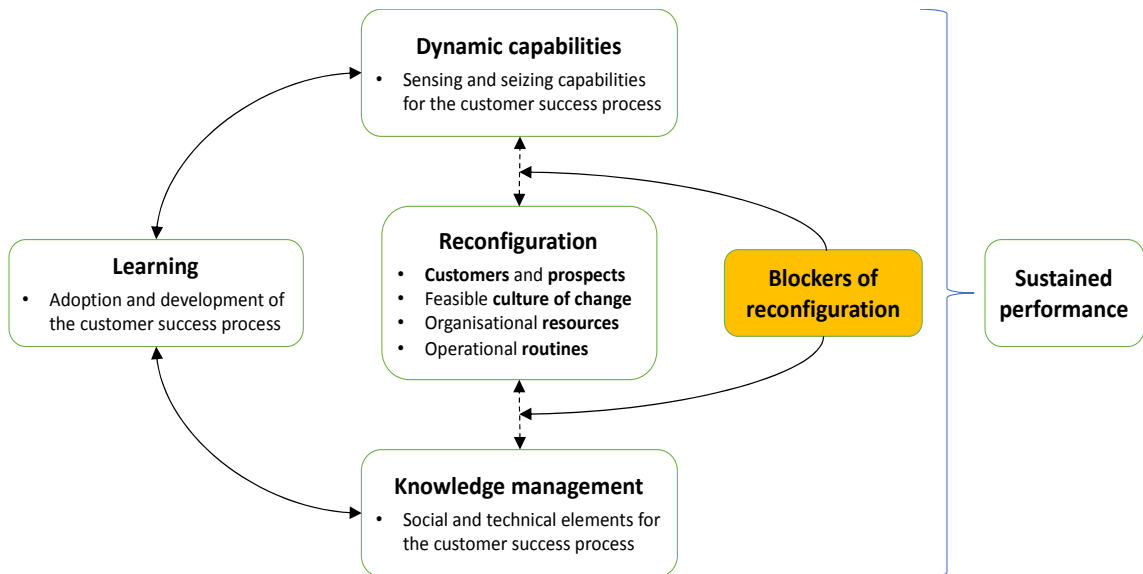 Dynamic capabilities
• Sensing and seizing capabilities
for the customer success process
Learning
• Adoption and development of
the customer success process
Reconfiguration
• Customers and prospects
• Feasible culture of change
• Organisational resources
• Operational routines
Blockers of
reconfiguration
Sustained
performance
Knowledge management
• Social and technical elements for
the customer success process